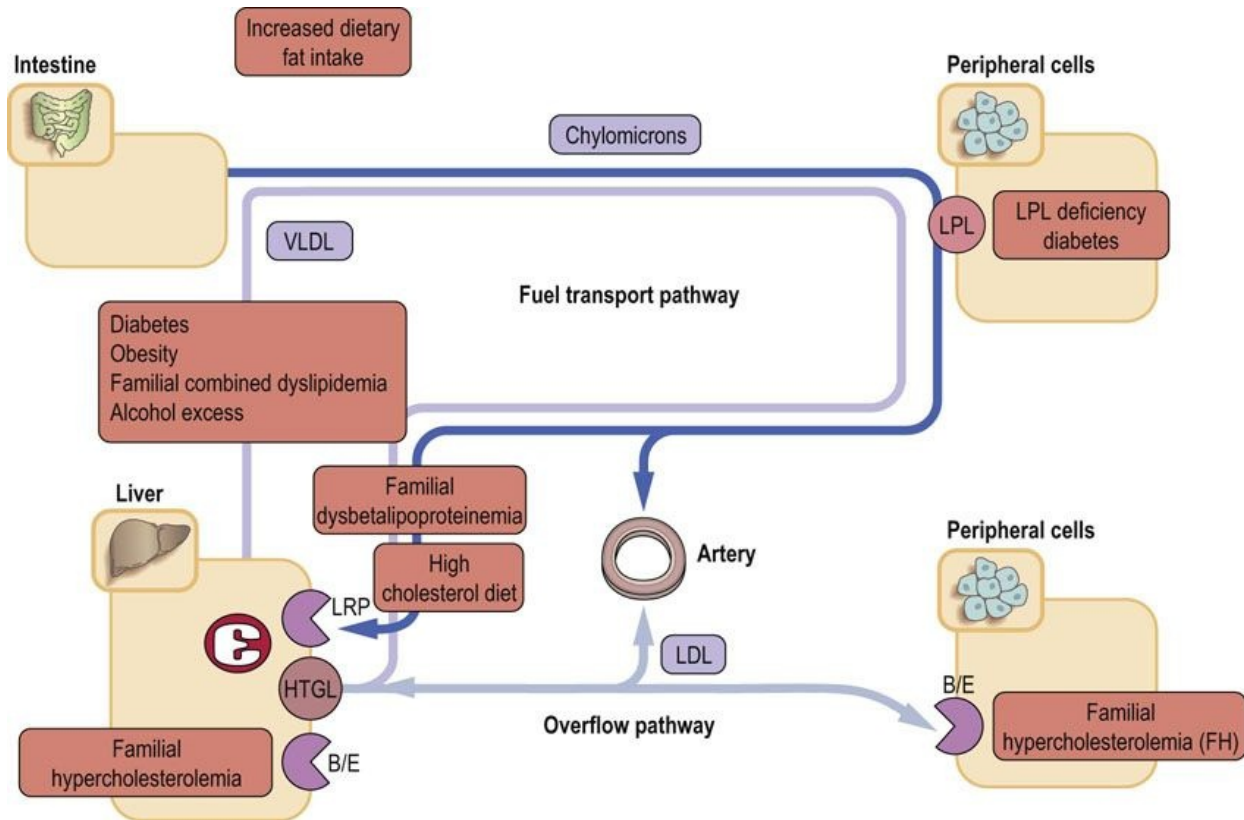 Increased dietary
fat intake
Intestine
Peripheral cells
Chylomicrons
LPL
LPL deficiency
diabetes
VLDL
Fuel transport pathway
Diabetes
Obesity
Familial combined dyslipidemia
Alcohol excess
Familial
dysbetalipoproteinemia
Liver
High
cholesterol diet
Artery
Peripheral cells
LRP
HTGL
LDL
B/E
Overflow pathway
Familial
hypercholesterolemia
B/E
Familial
hypercholesterolemia (FH)